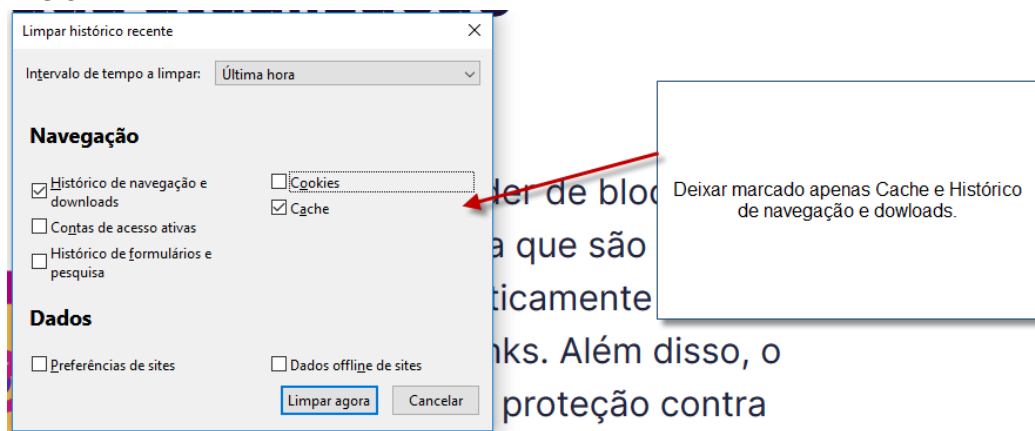 Limpar histórico recente
Intervalo de tempo a limpar: Última hora
Navegação
Histórico de navegação e
downloads
Contas de acesso ativas
Histórico de formulários e
pesquisa
Cookies
Cache
Dados
Preferências de sites
Dados offline de sites
Limpar agora
Cancelar
Deixar marcado apenas Cache e Histórico
de navegação e dowloads.
que são
nks. Além disso, o
proteção contra